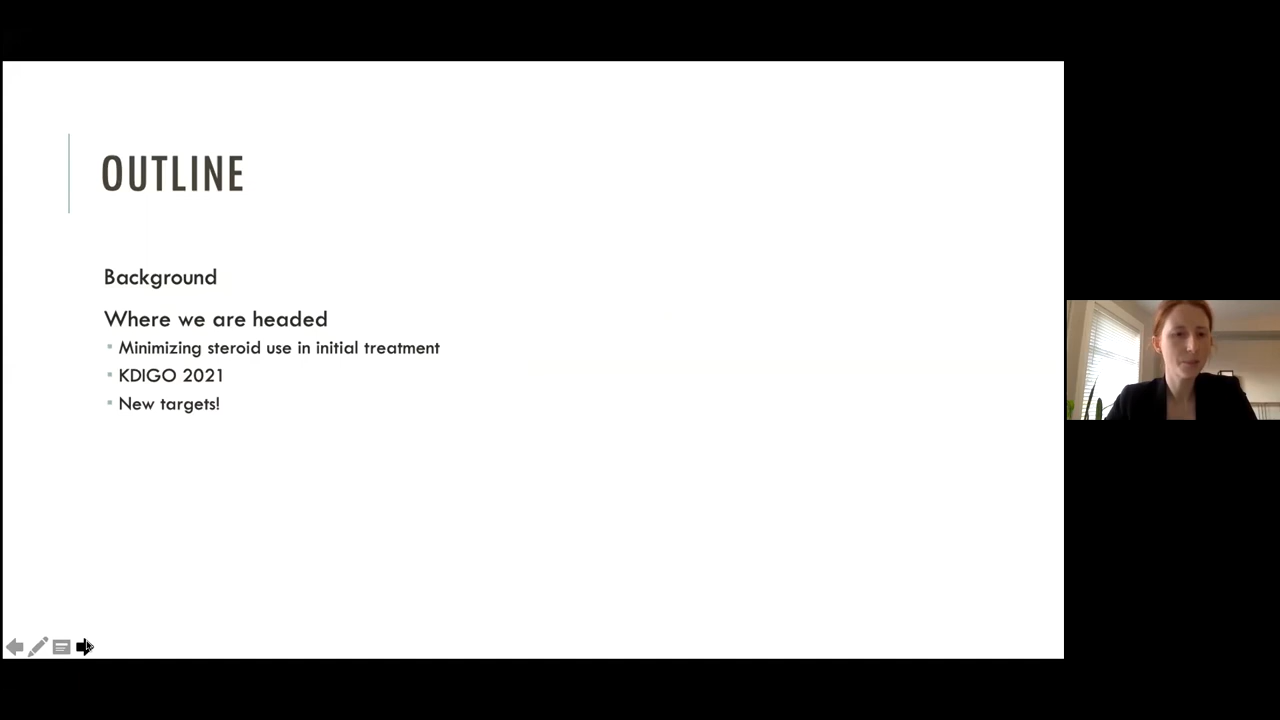 OUTLINE
Background
Where we are headed
Minimizing steroid use in initial treatment
KDIGO 2021
New targets!